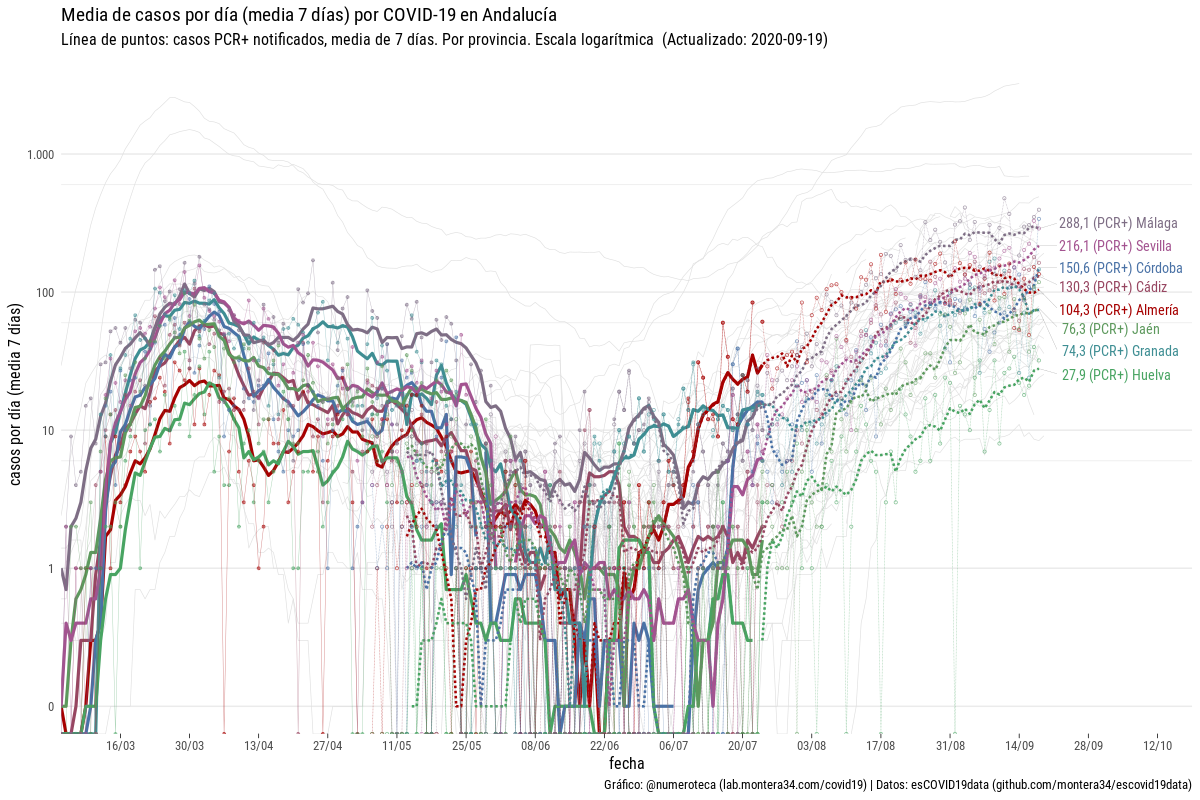 Media de casos por día (media 7 días) por COVID-19 en Andalucía
Línea de puntos: casos PCR+ notificados, media de 7 días. Por provincia. Escala logarítmica (Actualizado: 2020-09-19)
casos por día (media 7 días)
1.000
100
10
1
0
288,1 (PCR+) Málaga
216,1 (PCR+) Sevilla
150,6 (PCR+) Córdoba
130,3 (PCR+) Cádiz
104,3 (PCR+) Almería
76,3 (PCR+) Jaén
74,3 (PCR+) Granada
27,9 (PCR+) Huelva
16/03 30/03 13/04 27/04 11/05 25/05 08/06 22/06 06/07 20/07 03/08 17/08 31/08 14/09 28/09 12/10
fecha
Gráfico: @numeroteca (lab.montera34.com/covid19) | Datos: esCOVID19data (github.com/montera34/escovid19data)